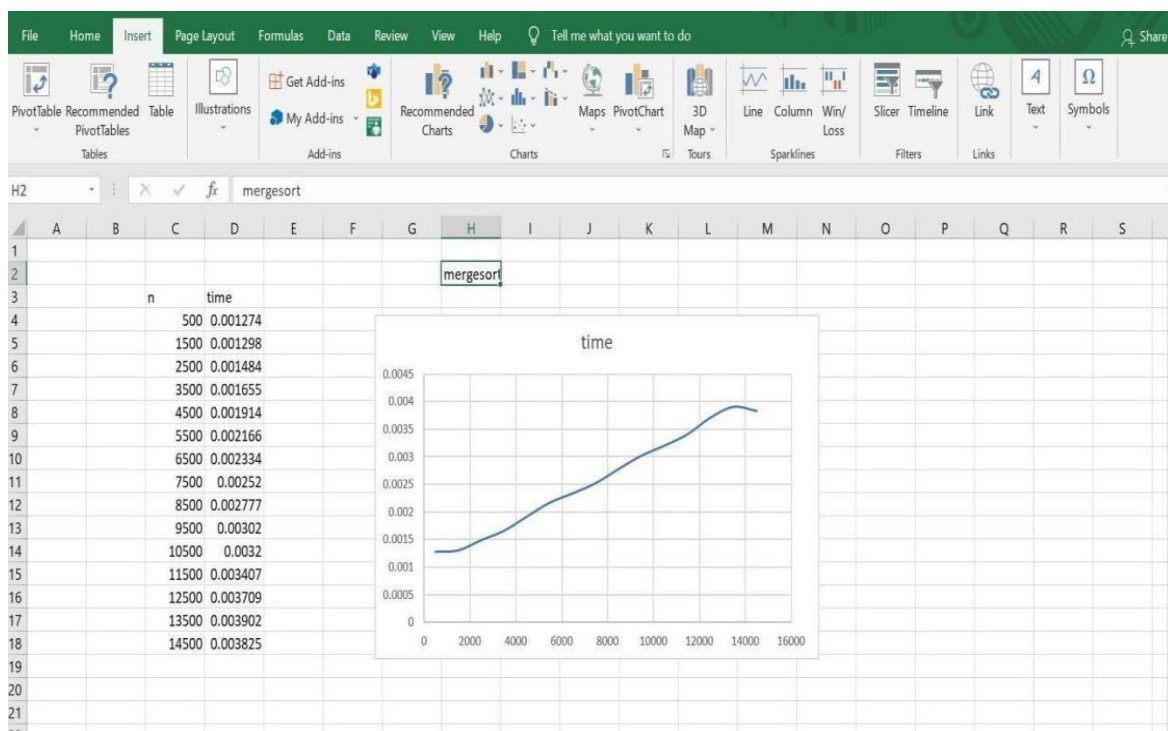 File Home Insert Page Layout Formulas Data Review View Help Tell me what you want to do Share
PivotTable Recommended PivotTables Table Illustrations Get Add-ins My Add-ins Recommended Charts Maps PivotChart 3D Map Line Column Win/Loss Slicer Timeline Link Text Symbols
Tables Add-ins Charts Tours Sparklines Filters Links
H2 fx mergesort
A B C D E F G H I J K L M N O P Q R S
1
2 mergesort
3 n time
4 500 0.001274
5 1500 0.001298
6 2500 0.001484
7 3500 0.001655
8 4500 0.001914
9 5500 0.002166
10 6500 0.002334
11 7500 0.00252
12 8500 0.002777
13 9500 0.00302
14 10500 0.0032
15 11500 0.003407
16 12500 0.003709
17 13500 0.003902
18 14500 0.003825
19
20
21
time
0.0045
0.004
0.0035
0.003
0.0025
0.002
0.0015
0.001
0.0005
0
0 2000 4000 6000 8000 10000 12000 14000 16000